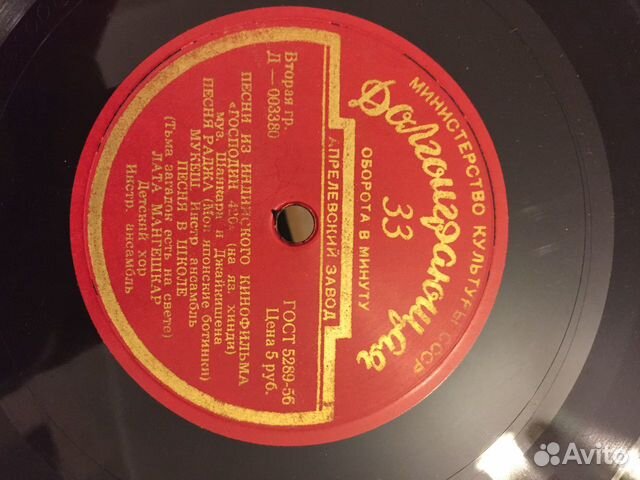 МИНИСТЕРСТВО КУЛЬТУРЫ СССР
Долгоиграющая
33
ОБОРОТА В МИНУТУ
АПРЕЛЕВСКИЙ ЗАВОД
Вторая гр.
Д — 003380
ГОСТ 5289-56
Цена 5 руб.
ПЕСНИ ИЗ ИНДИЙСКОГО КИНОФИЛЬМА
«ГОСПОДИН 420» (на яз. хинди)
муз. Шанкара и Джайкишена
ПЕСНЯ РАДЖА (Мои японские ботинки)
МУКЕШ Инстр. ансамбль
ПЕСНЯ В ШКОЛЕ
(Тьма загадок есть на свете)
ЛАТА МАНГЕШКАР
Детский хор
Инстр. ансамбль
Avito